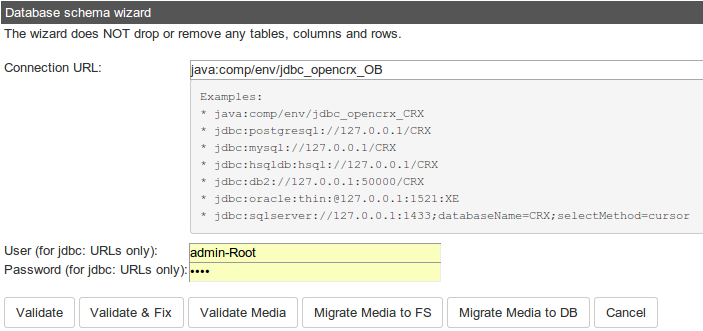 Database schema wizard
The wizard does NOT drop or remove any tables, columns and rows.
Connection URL: java:comp/env/jdbc_opencrx_OB
Examples:
* java:comp/env/jdbc_opencrx_CRX
* jdbc:postgresql://127.0.0.1/CRX
* jdbc:mysql://127.0.0.1/CRX
* jdbc:hsqldb:hsql://127.0.0.1/CRX
* jdbc:db2://127.0.0.1:50000/CRX
* jdbc:oracle:thin:@127.0.0.1:1521:XE
* jdbc:sqlserver://127.0.0.1:1433;databaseName=CRX;selectMethod=cursor
User (for jdbc: URLs only): admin-Root
Password (for jdbc: URLs only): ••••
Validate Validate & Fix Validate Media Migrate Media to FS Migrate Media to DB Cancel